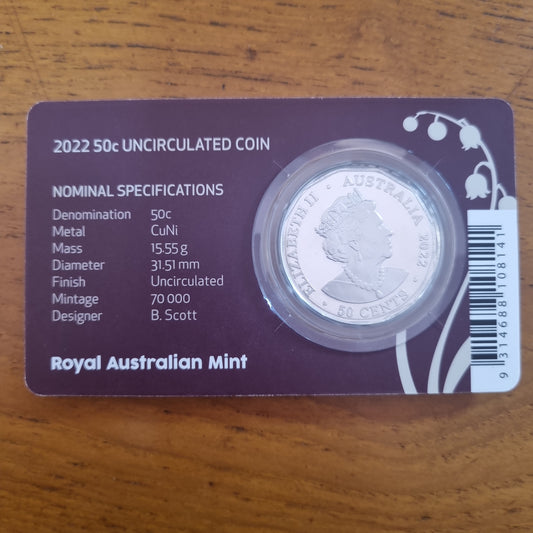 2022 50c UNCIRCULATED COIN
NOMINAL SPECIFICATIONS
Denomination 50c
Metal CuNi
Mass 15.55 g
Diameter 31.51 mm
Finish Uncirculated
Mintage 70 000
Designer B. Scott
Royal Australian Mint
ELIZABETH II · AUSTRALIA 2022
· 50 CENTS ·
9 314688 108141